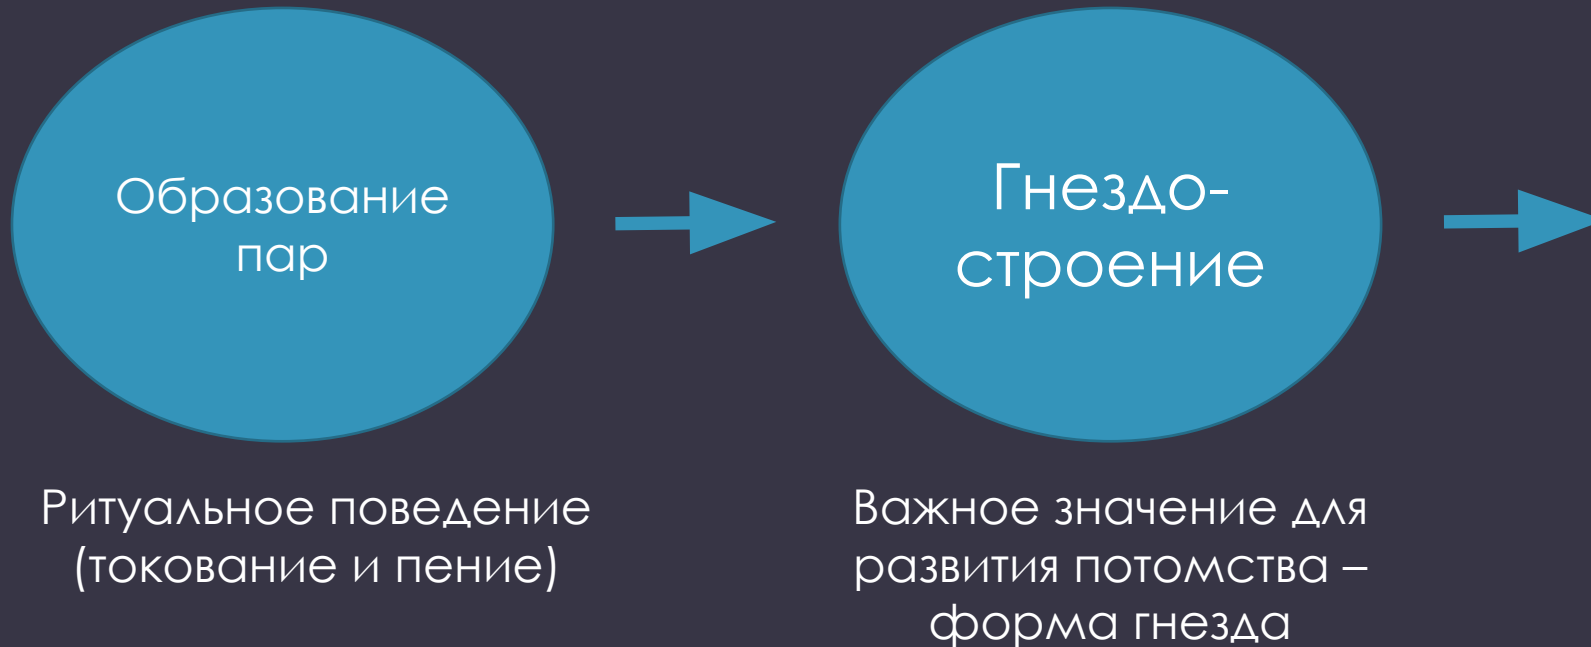 Образование
пар
Гнездо-
строение
Ритуальное поведение
(токование и пение)
Важное значение для
развития потомства –
форма гнезда